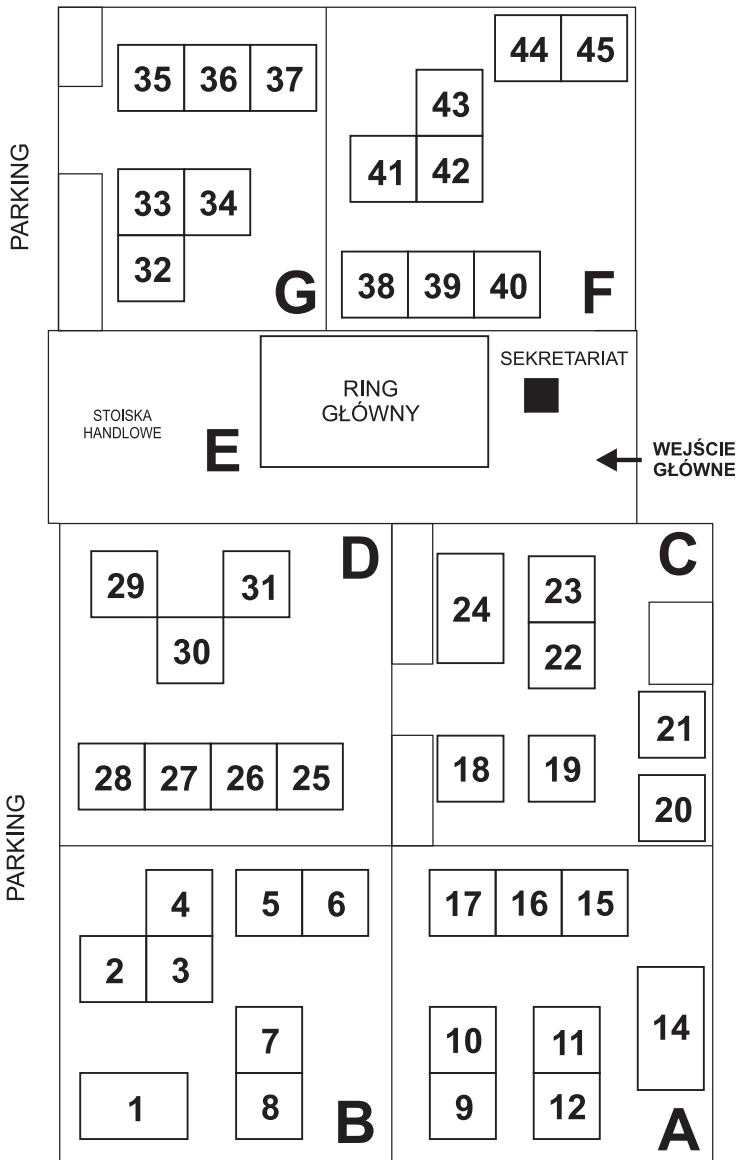 44 45
35 36 37
43
PARKING
41 42
33 34
32
G
38 39 40
F
SEKRETARIAT
RING
GŁÓWNY
STOISKA
HANDLOWE
E
WEJŚCIE
GŁÓWNE
D
C
29 31
24
23
30
22
21
28 27 26 25
18 19
20
PARKING
4 5 6
17 16 15
2 3
14
7
10 11
1
8
9 12
B
A